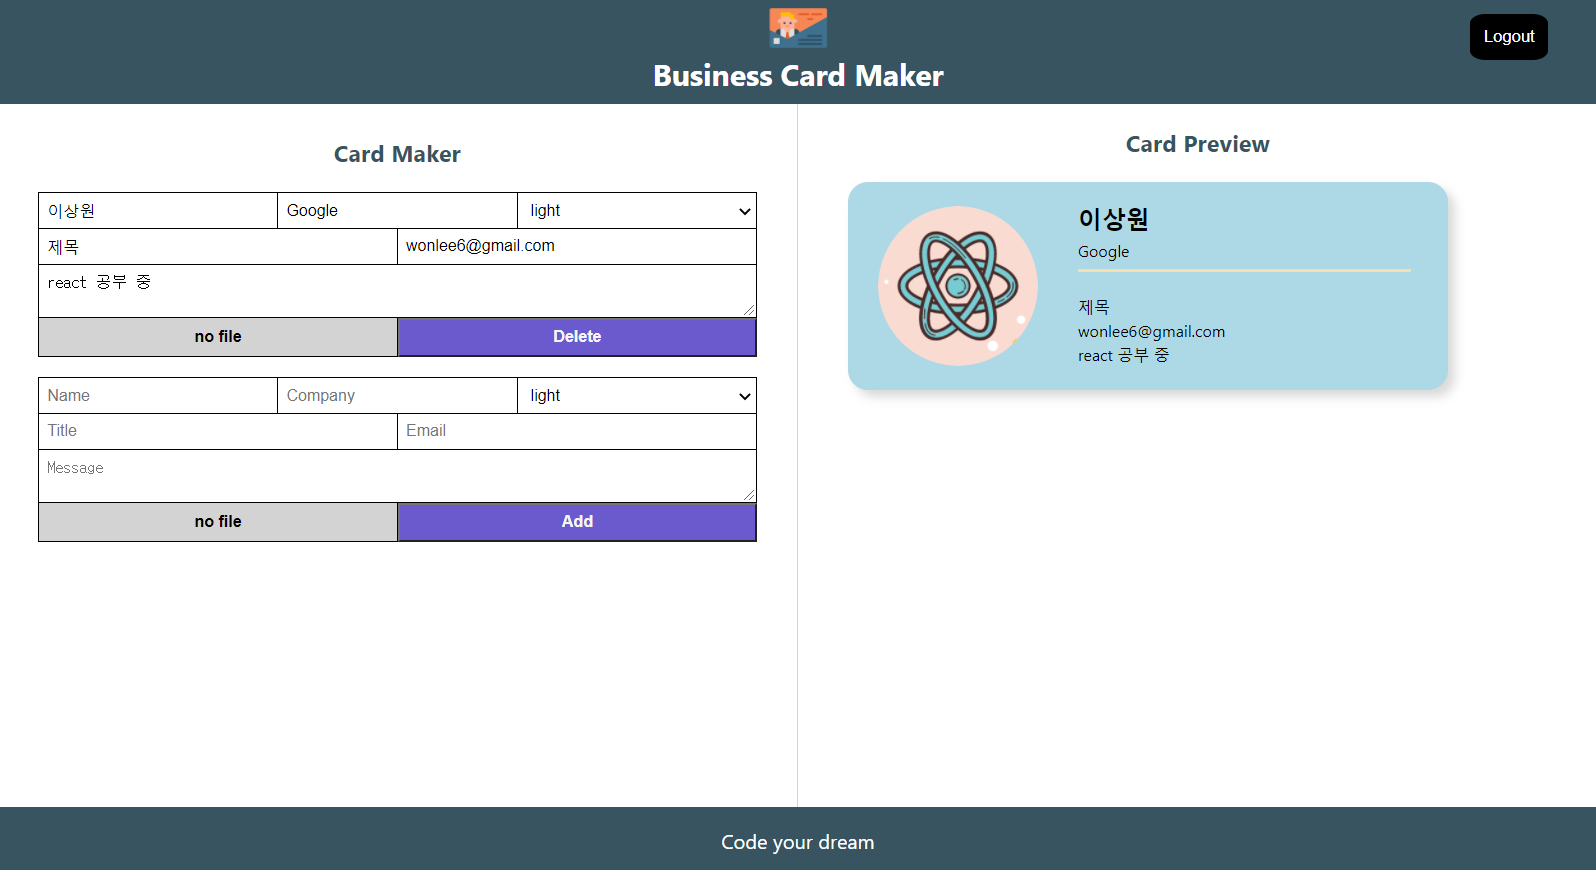 Business Card Maker
Logout
Card Maker
이상원 Google light
제목 wonlee6@gmail.com
react 공부 중
no file Delete
Name Company light
Title Email
Message
no file Add
Card Preview
이상원
Google
제목
wonlee6@gmail.com
react 공부 중
Code your dream